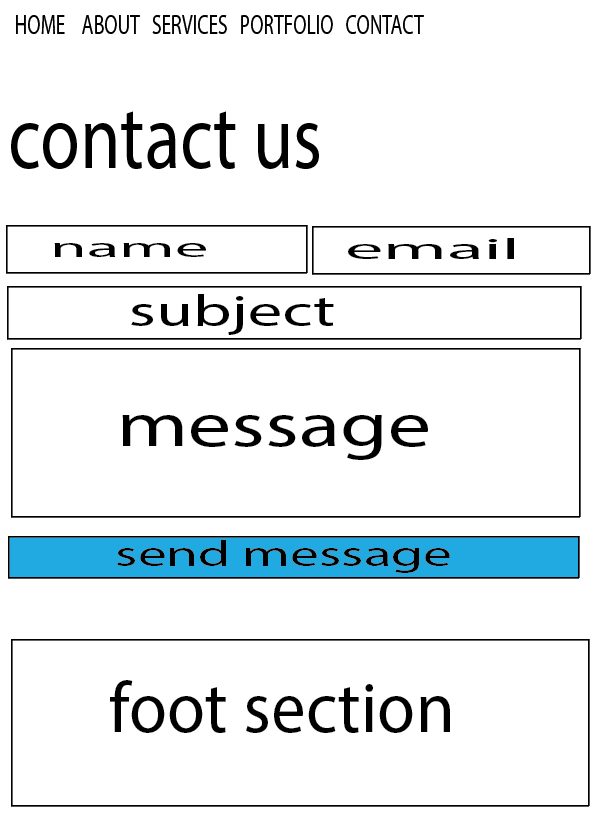 HOME ABOUT SERVICES PORTFOLIO CONTACT
contact us
name email
subject
message
send message
foot section